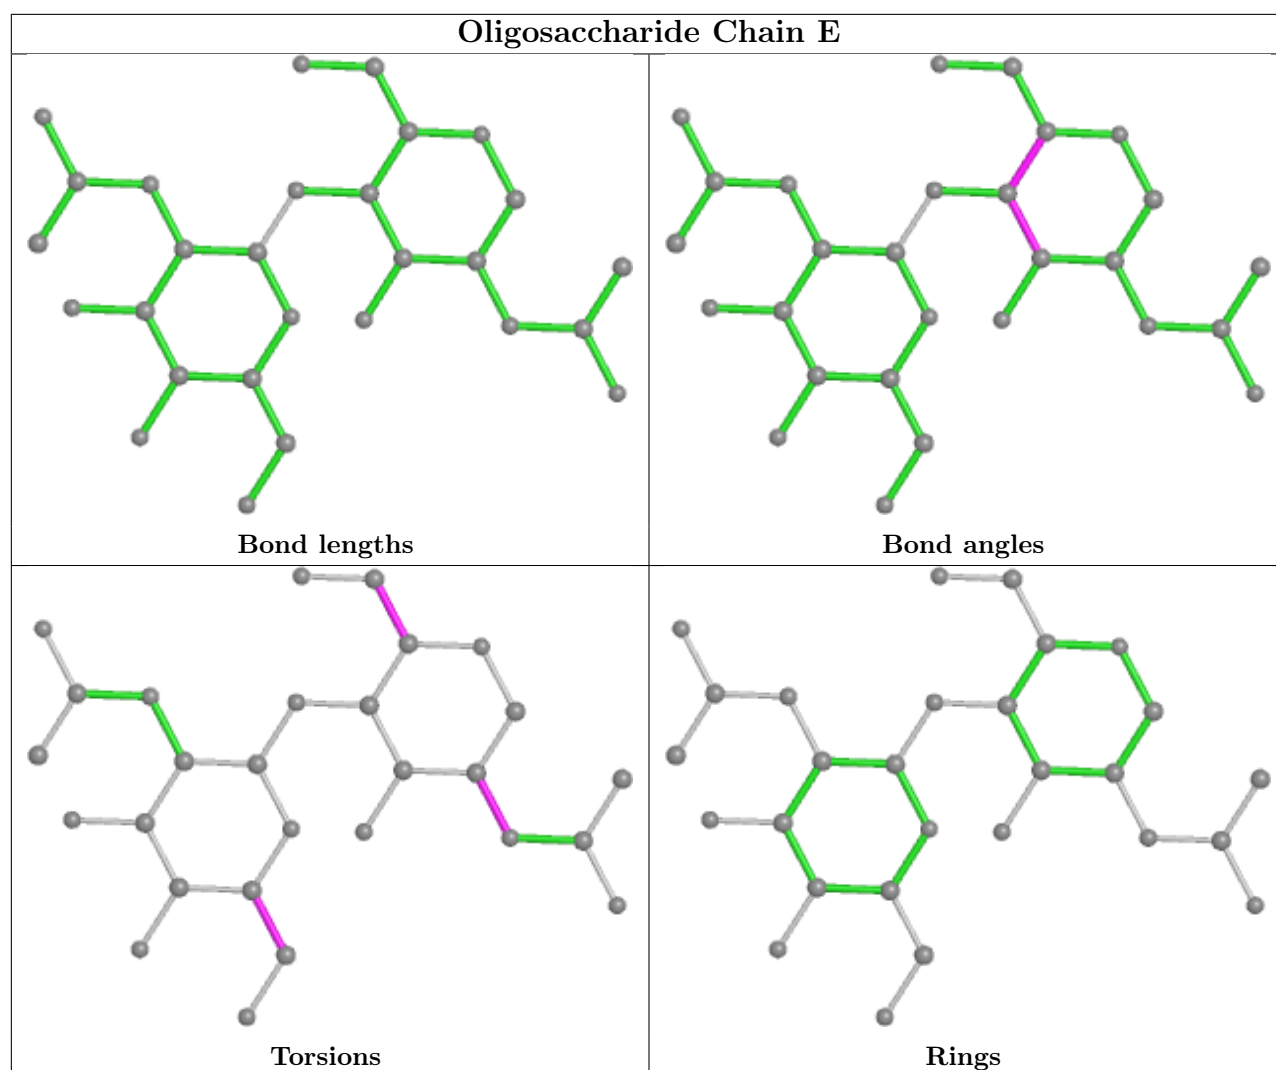 Oligosaccharide Chain E
Bond lengths
Bond angles
Torsions
Rings